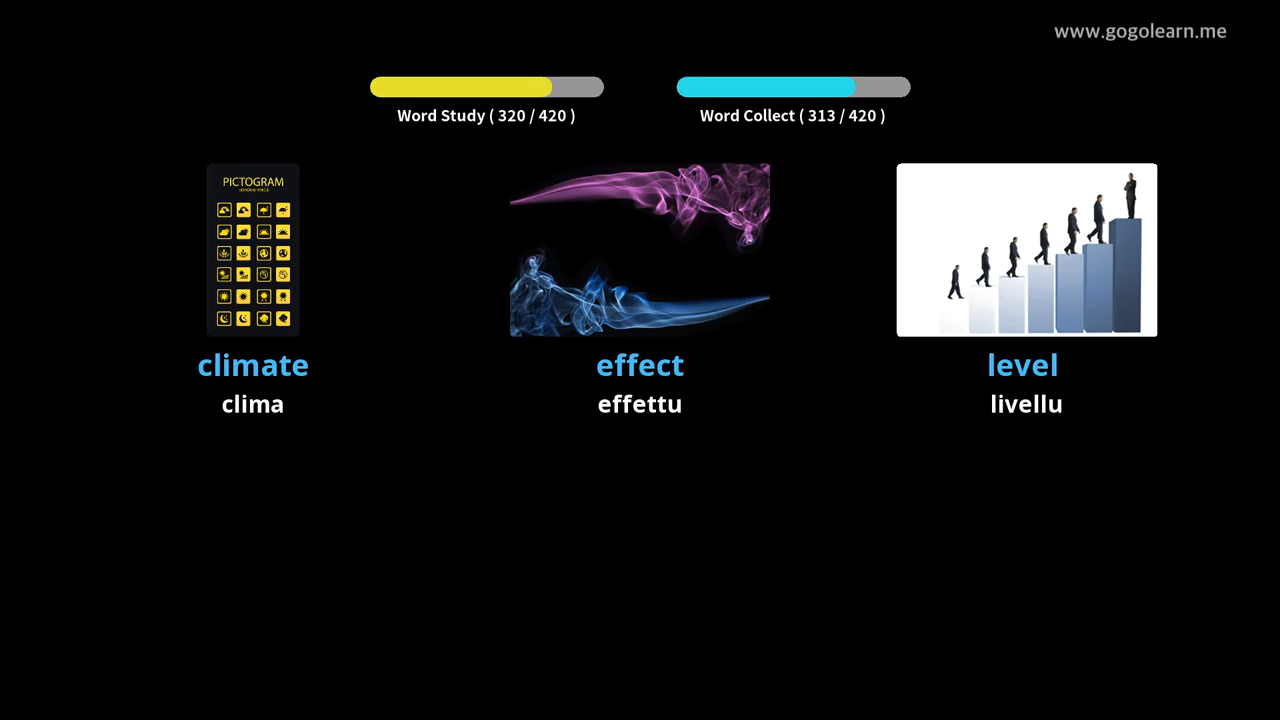 www.gogolearn.me
Word Study ( 320 / 420 )
Word Collect ( 313 / 420 )
PICTOGRAM
climate
effect
level
clima
effettu
livellu